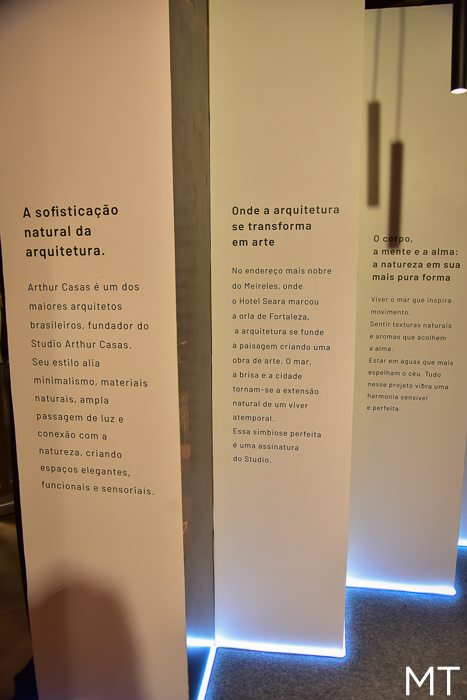 A sofisticação
natural da
arquitetura.
Arthur Casas é um dos
maiores arquitetos
brasileiros, fundador do
Studio Arthur Casas.
Seu estilo alia
minimalismo, materiais
naturais, ampla
passagem de luz e
conexão com a
natureza, criando
espaços elegantes,
funcionais e sensoriais.
Onde a arquitetura
se transforma
em arte
No endereço mais nobre
do Meireles, onde
o Hotel Seara marcou
a orla de Fortaleza,
a arquitetura se funde
à paisagem criando uma
obra de arte. O mar,
a brisa e a cidade
tornam-se a extensão
natural de um viver
atemporal.
Essa simbiose perfeita
é uma assinatura
do Studio.
O corpo,
a mente e a alma:
a natureza em sua
mais pura forma
Viver o mar que inspira
movimento.
Sentir texturas naturais
e aromas que acolhem
a alma.
Estar em águas que mais
espelham o céu. Tudo
nesse projeto vibra uma
harmonia sensível
e perfeita.
MT